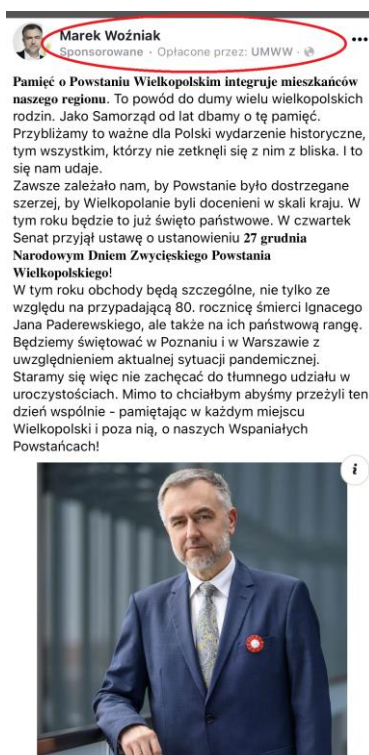 Marek Woźniak
Sponsorowane · Opłacone przez: UMWW ·
Pamięć o Powstaniu Wielkopolskim integruje mieszkańców
naszego regionu. To powód do dumy wielu wielkopolskich
rodzin. Jako Samorząd od lat dbamy o tę pamięć.
Przybliżamy to ważne dla Polski wydarzenie historyczne,
tym wszystkim, którzy nie zetknęli się z nim z bliska. I to
się nam udaje.
Zawsze zależało nam, by Powstanie było dostrzegane
szerzej, by Wielkopolanie byli docenieni w skali kraju. W
tym roku będzie to już święto państwowe. W czwartek
Senat przyjął ustawę o ustanowieniu 27 grudnia
Narodowym Dniem Zwycięskiego Powstania
Wielkopolskiego!
W tym roku obchody będą szczególne, nie tylko ze
względu na przypadającą 80. rocznicę śmierci Ignacego
Jana Paderewskiego, ale także na ich państwową rangę.
Będziemy świętować w Poznaniu i w Warszawie z
uwzględnieniem aktualnej sytuacji pandemicznej.
Staramy się więc nie zachęcać do tłumnego udziału w
uroczystościach. Mimo to chciałbym abyśmy przeżyli ten
dzień wspólnie - pamiętając w każdym miejscu
Wielkopolski i poza nią, o naszych Wspaniałych
Powstańcach!
i